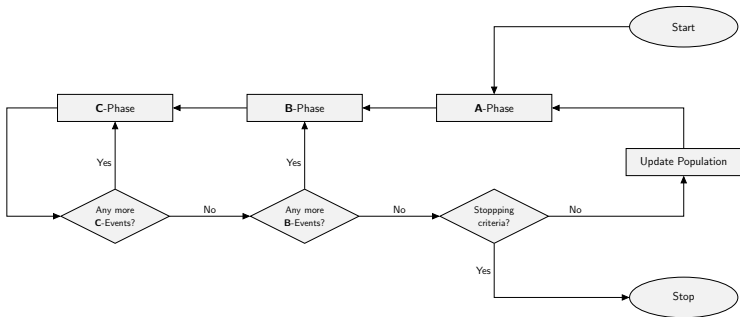 Start
C-Phase
B-Phase
A-Phase
Yes
Yes
Update Population
Any more
C-Events?
No
Any more
B-Events?
No
Stoppping
criteria?
No
Yes
Stop